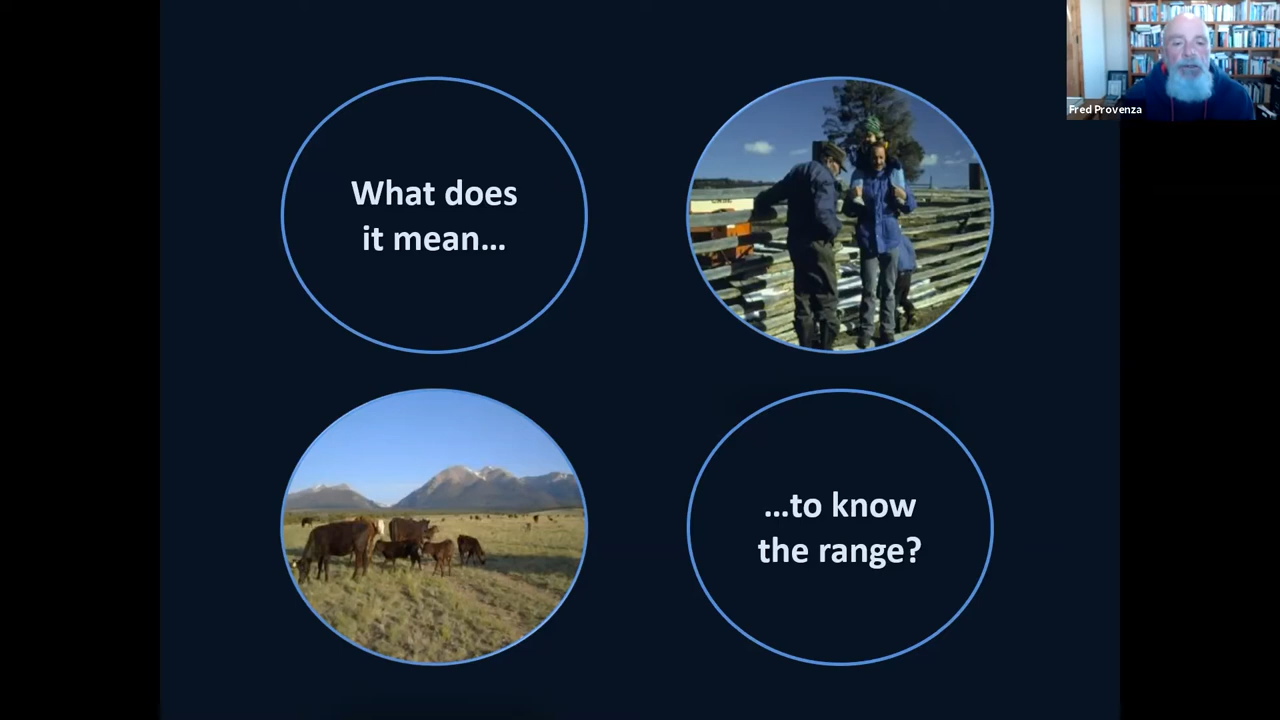 What does
it mean...
Fred Provenza
...to know
the range?